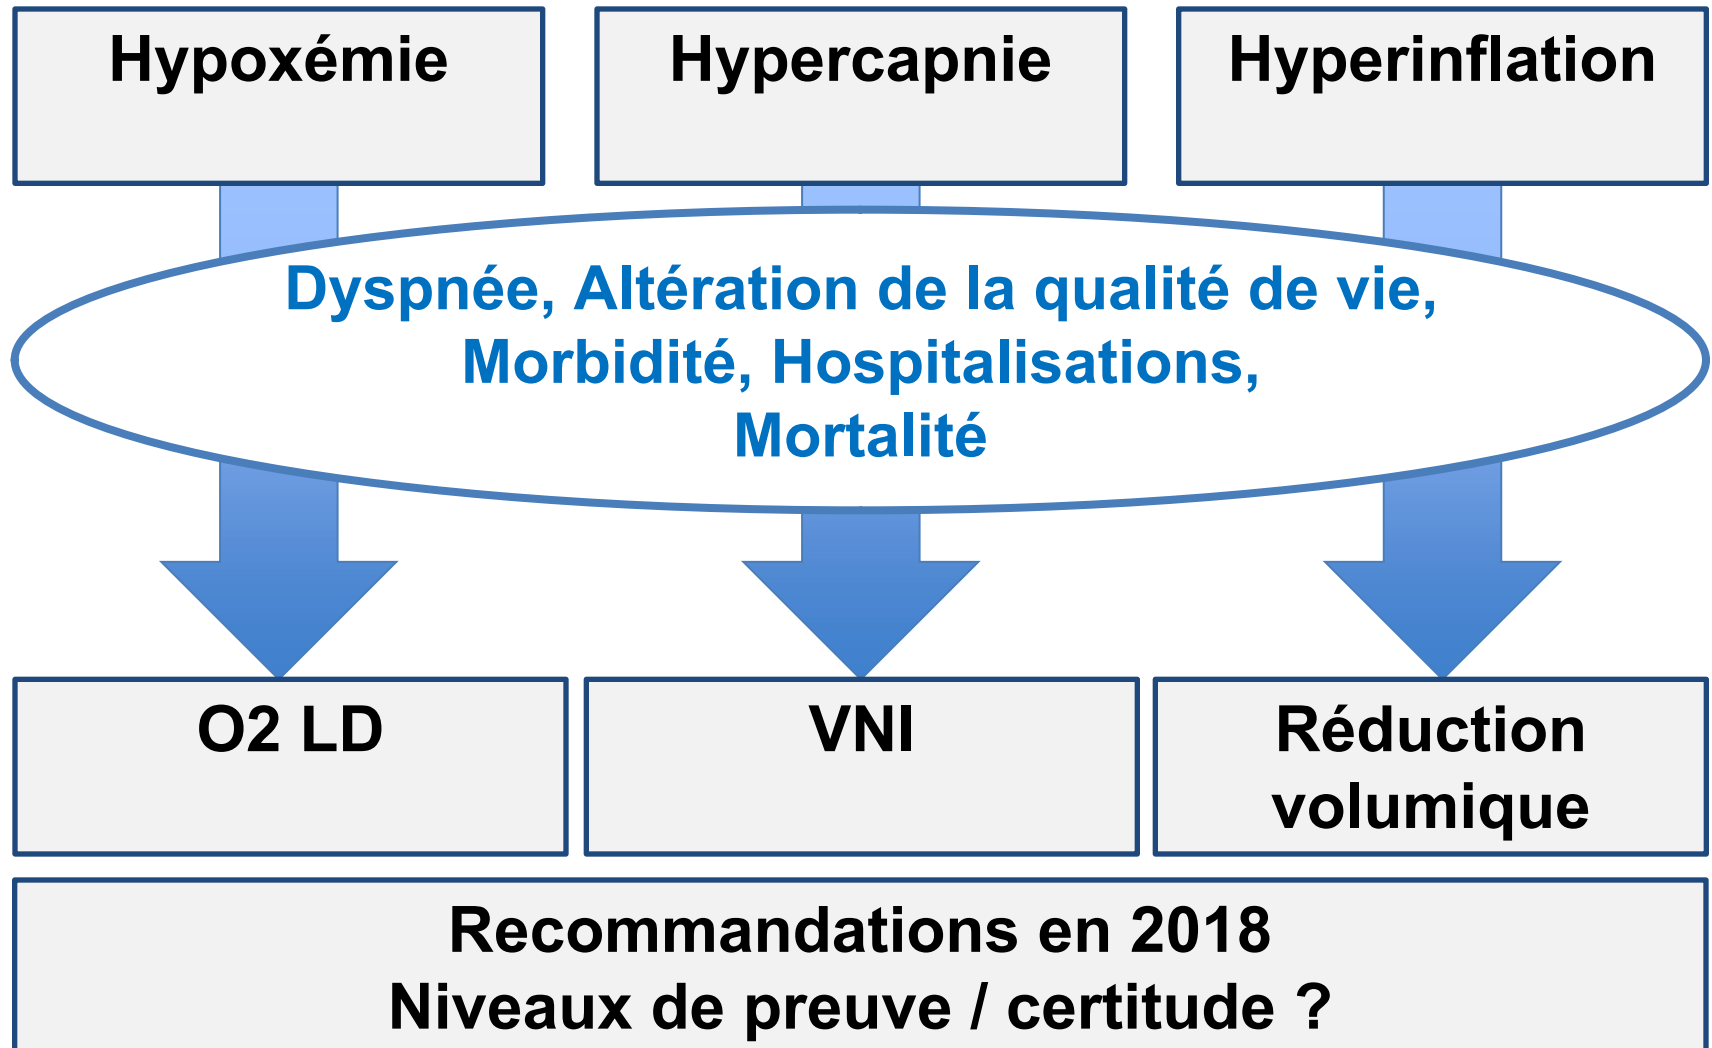 Hypoxémie
Hypercapnie
Hyperinflation
Dyspnée, Altération de la qualité de vie,
Morbidité, Hospitalisations,
Mortalité
O2 LD
VNI
Réduction
volumique
Recommandations en 2018
Niveaux de preuve / certitude ?